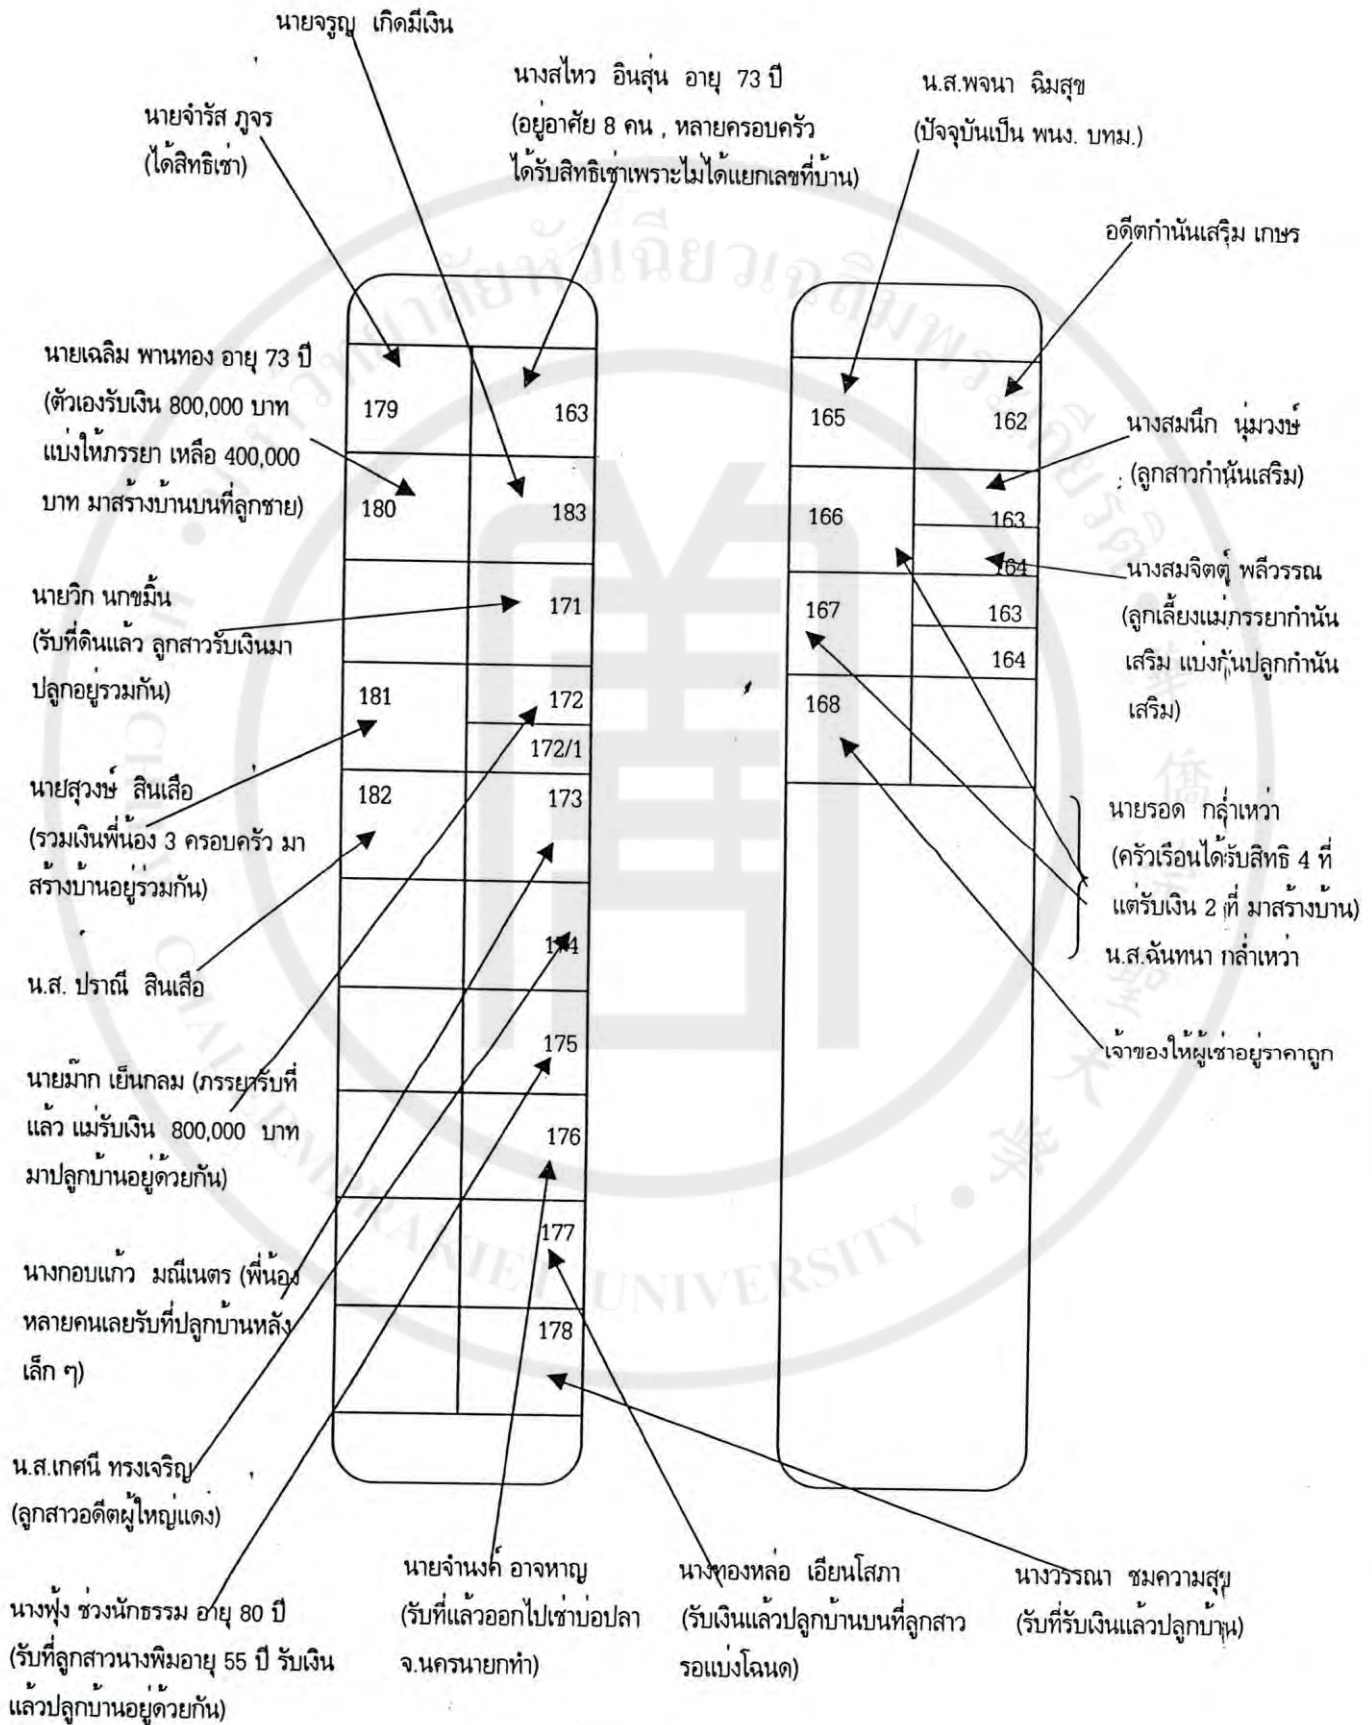 นายจรูญ เกิดมีเงิน
นางสไหว อินสุ่น อายุ 73 ปี
(อยู่อาศัย 8 คน , หลายครอบครัว
ได้รับสิทธิเช่าเพราะไม่ได้แยกเลขที่บ้าน)
น.ส.พจนา ฉิมสุข
(ปัจจุบันเป็น พนง. บทม.)
นายจำรัส ภูจร
(ได้สิทธิเช่า)
อดีตกำนันเสริม เกษร
นายเฉลิม พานทอง อายุ 73 ปี
(ตัวเองรับเงิน 800,000 บาท
แบ่งให้ภรรยา เหลือ 400,000
บาท มาสร้างบ้านบนที่ลูกชาย)
นายวิก นกขมิ้น
(รับที่ดินแล้ว ลูกสาวรับเงินมา
ปลูกอยู่รวมกัน)
นายสุวงษ์ สินเสือ
(รวมเงินพี่น้อง 3 ครอบครัว มา
สร้างบ้านอยู่ร่วมกัน)
น.ส. ปราณี สินเสือ
นายม๊าก เย็นกลม (ภรรยารับที่
แล้ว แม่รับเงิน 800,000 บาท
มาปลูกบ้านอยู่ด้วยกัน)
นางกอบแก้ว มณีเนตร (พี่น้อง
หลายคนเลยรับที่ปลูกบ้านหลัง
เล็ก ๆ)
น.ส.เกศนี ทรงเจริญ
(ลูกสาวอดีตผู้ใหญ่แดง)
นางฟุ้ง ช่วงนักธรรม อายุ 80 ปี
(รับที่ลูกสาวนางพิมอายุ 55 ปี รับเงิน
แล้วปลูกบ้านอยู่ด้วยกัน)
179 163
180 183
171
181 172
172/1
182 173
174
175
176
177
178
165 162
166 163
164
167 163
164
168
นางสมนึก นุ่มวงษ์
(ลูกสาวกำนันเสริม)
นางสมจิตต์ พลีวรรณ
(ลูกเลี้ยงแม่ภรรยากำนัน
เสริม แบ่งกันปลูกกำนัน
เสริม)
นายรอด กล่ำเหว่า
(ครัวเรือนได้รับสิทธิ 4 ที่
แต่รับเงิน 2 ที่ มาสร้างบ้าน)
น.ส.ฉันทนา กล่ำเหว่า
เจ้าของให้ผู้เช่าอยู่ราคาถูก
นายจำนงค์ อาจหาญ
(รับที่แล้วออกไปเช่าบ่อปลา
จ.นครนายกทำ)
นางทองหล่อ เอียนโสภา
(รับเงินแล้วปลูกบ้านบนที่ลูกสาว
รอแบ่งโฉนด)
นางวรรณา ชมความสุข
(รับที่รับเงินแล้วปลูกบ้าน)
มหาวิทยาลัยหัวเฉียวเฉลิมพระเกียรติ
CHALERMPRAKIET UNIVERSITY